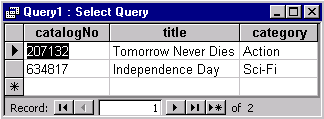 Query1 : Select Query
catalogNo title category
207132 Tomorrow Never Dies Action
634817 Independence Day Sci-Fi
Record: 1 of 2